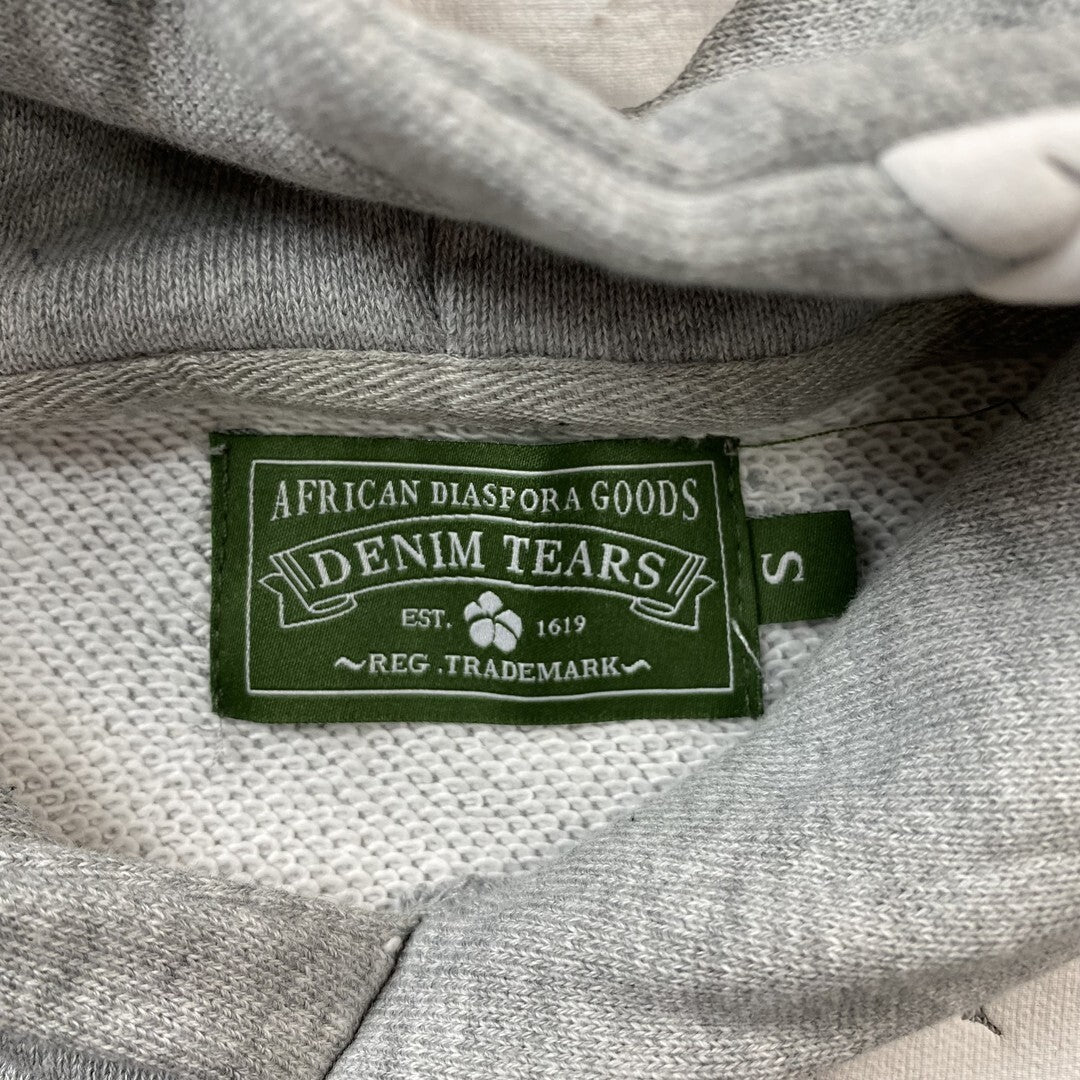 AFRICAN DIASPORA GOODS
DENIM TEARS
EST. 1619
REG .TRADEMARK
S